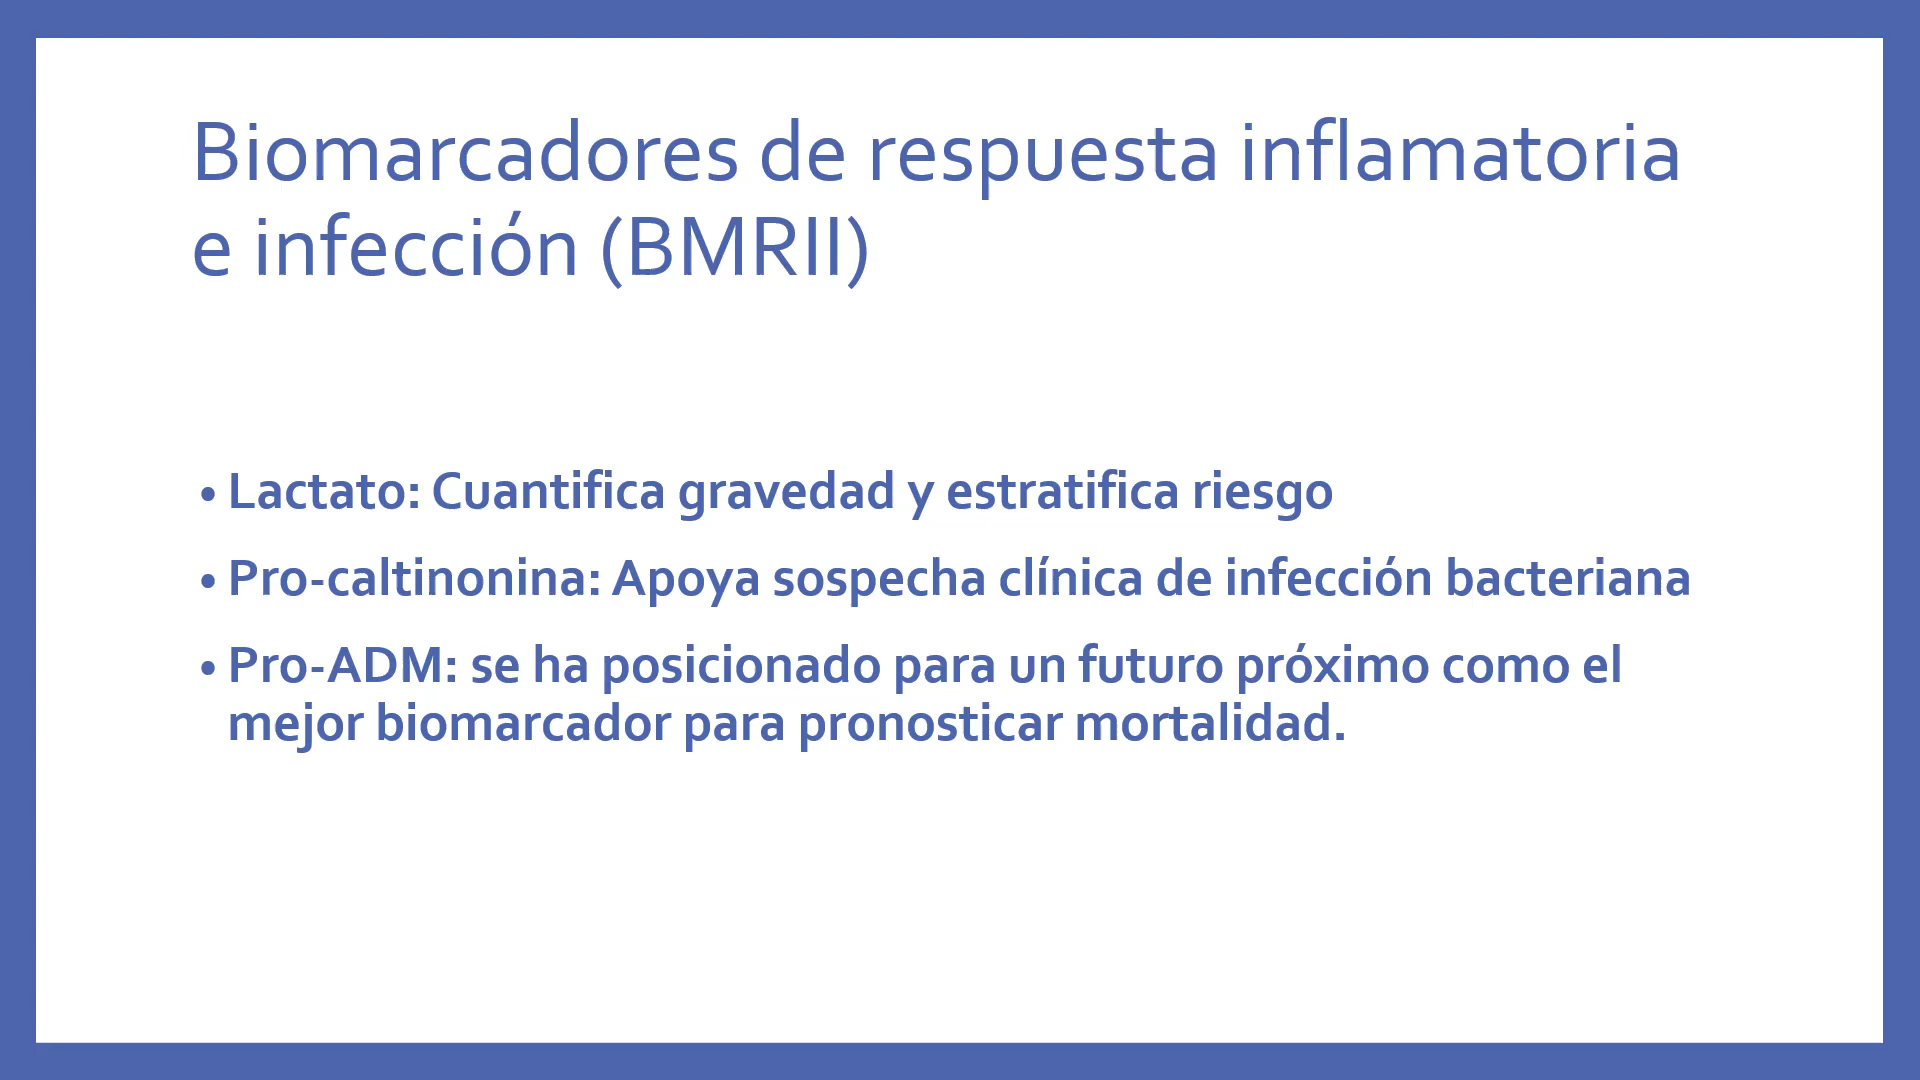 Biomarcadores de respuesta inflamatoria
e infección (BMRII)
• Lactato: Cuantifica gravedad y estratifica riesgo
• Pro-caltinonina: Apoya sospecha clínica de infección bacteriana
• Pro-ADM: se ha posicionado para un futuro próximo como el
mejor biomarcador para pronosticar mortalidad.